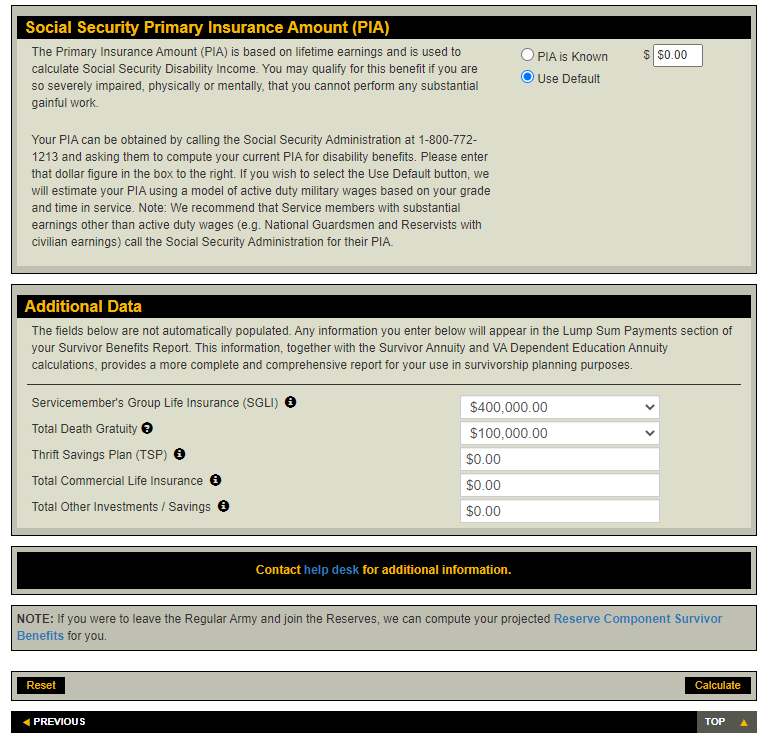 Social Security Primary Insurance Amount (PIA)
The Primary Insurance Amount (PIA) is based on lifetime earnings and is used to
calculate Social Security Disability Income. You may qualify for this benefit if you are
so severely impaired, physically or mentally, that you cannot perform any substantial
gainful work.
PIA is Known
$ $0.00
Use Default
Your PIA can be obtained by calling the Social Security Administration at 1-800-772-
1213 and asking them to compute your current PIA for disability benefits. Please enter
that dollar figure in the box to the right. If you wish to select the Use Default button, we
will estimate your PIA using a model of active duty military wages based on your grade
and time in service. Note: We recommend that Service members with substantial
earnings other than active duty wages (e.g. National Guardsmen and Reservists with
civilian earnings) call the Social Security Administration for their PIA.
Additional Data
The fields below are not automatically populated. Any information you enter below will appear in the Lump Sum Payments section of
your Survivor Benefits Report. This information, together with the Survivor Annuity and VA Dependent Education Annuity
calculations, provides a more complete and comprehensive report for your use in survivorship planning purposes.
Servicemember's Group Life Insurance (SGLI)
$400,000.00
Total Death Gratuity
$100,000.00
Thrift Savings Plan (TSP)
$0.00
Total Commercial Life Insurance
$0.00
Total Other Investments / Savings
$0.00
Contact help desk for additional information.
NOTE: If you were to leave the Regular Army and join the Reserves, we can compute your projected Reserve Component Survivor
Benefits for you.
Reset
Calculate
PREVIOUS
TOP